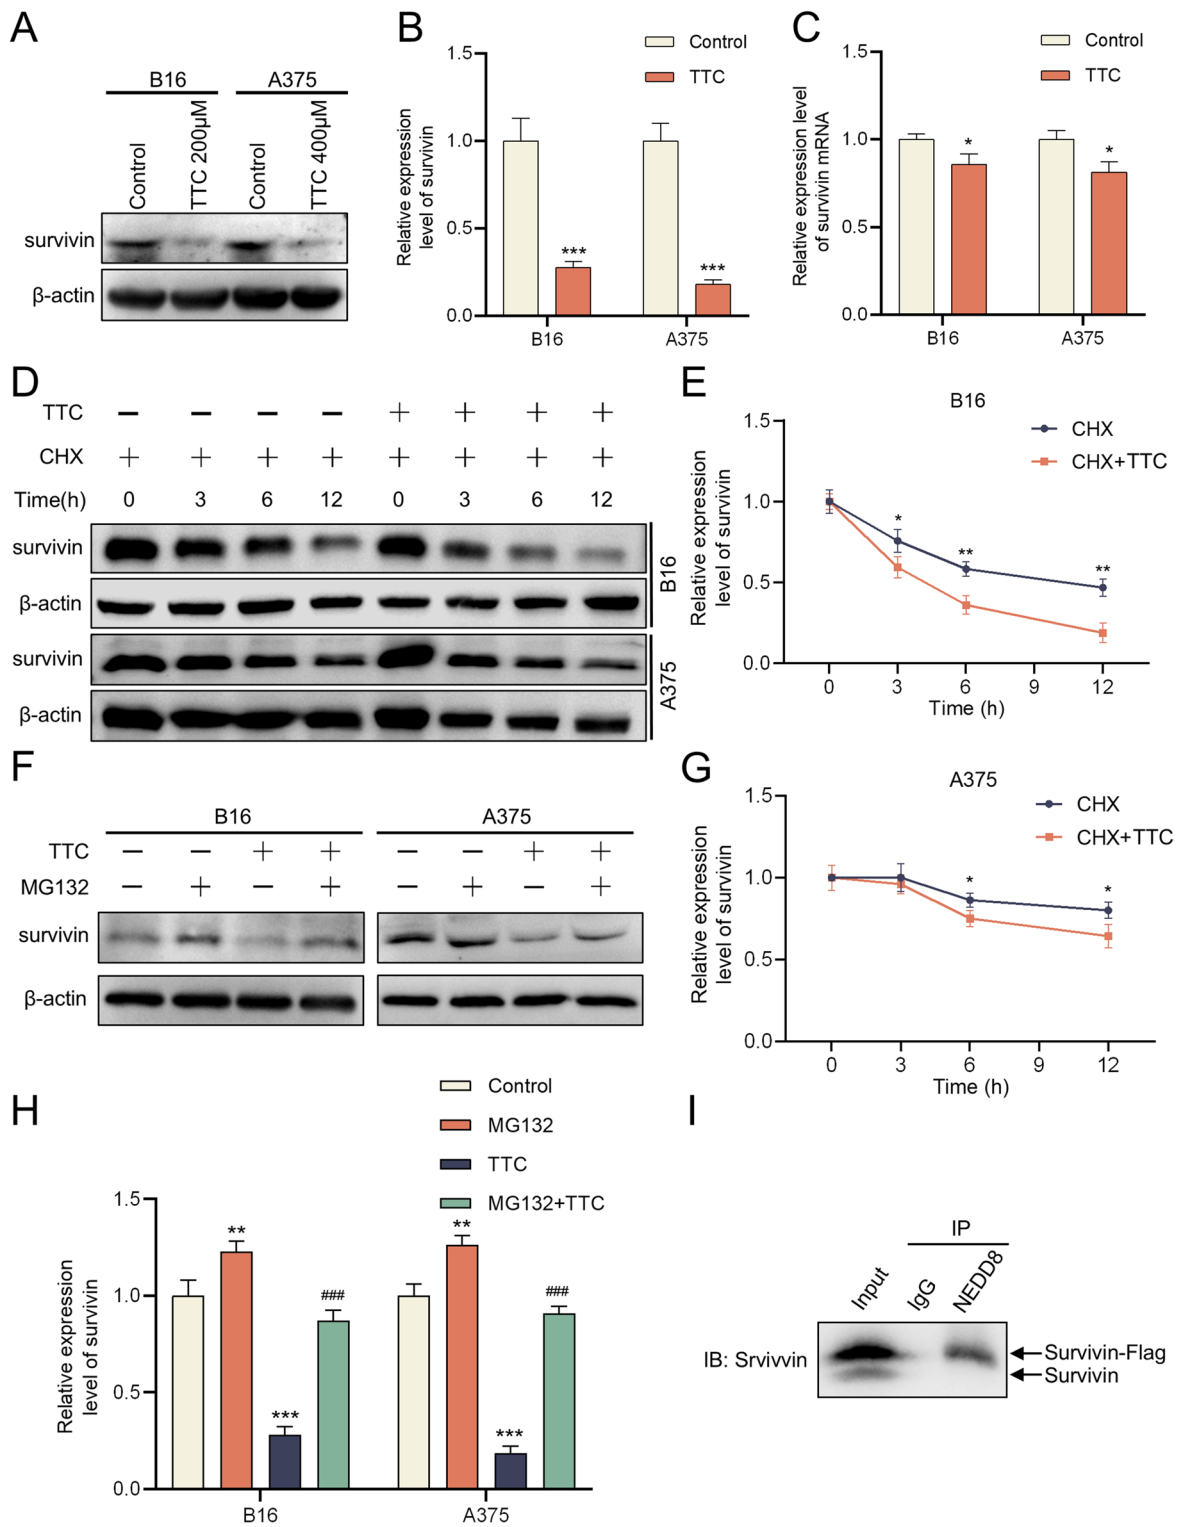 A
B16 A375
Control
TTC 200μM
Control
TTC 400μM
survivin
β-actin
B
Control
TTC
Relative expression
level of survivin
1.5
1.0
0.5
0.0
*** ***
B16 A375
C
Control
TTC
Relative expression level
of survivin mRNA
1.5
1.0
0.5
0.0
* *
B16 A375
D
TTC − − − − + + + +
CHX + + + + + + + +
Time(h) 0 3 6 12 0 3 6 12
survivin
β-actin
B16
survivin
β-actin
A375
E
B16
CHX
CHX+TTC
Relative expression
level of survivin
1.5
1.0
0.5
0.0
* ** **
0 3 6 9 12
Time (h)
F
B16 A375
TTC − − + + − − + +
MG132 − + − + − + − +
survivin
β-actin
G
A375
CHX
CHX+TTC
Relative expression
level of survivin
1.5
1.0
0.5
0.0
* *
0 3 6 9 12
Time (h)
H
Control
MG132
TTC
MG132+TTC
Relative expression
level of survivin
1.5
1.0
0.5
0.0
** *** ### ** *** ###
B16 A375
I
IP
Input
IgG
NEDD8
IB: Srvivvin
Survivin-Flag
Survivin